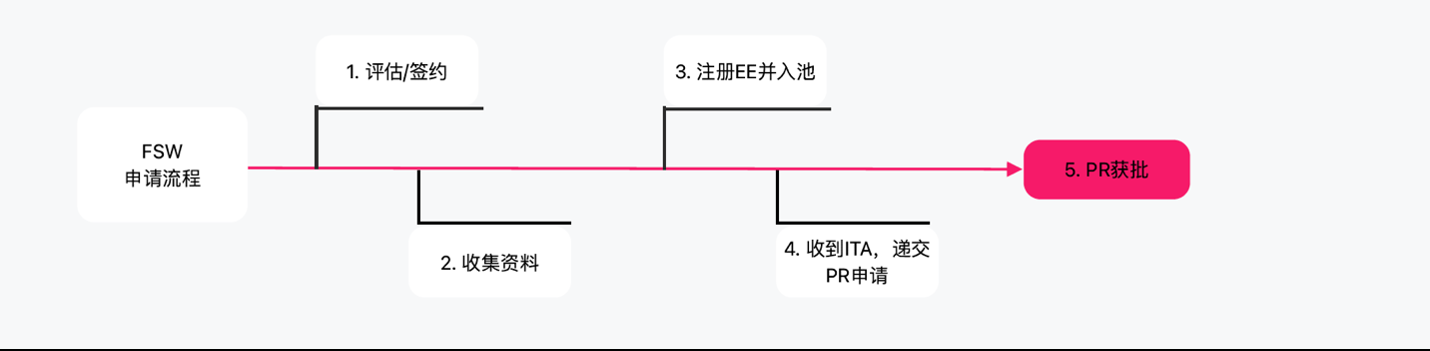 FSW
申请流程
1. 评估/签约
2. 收集资料
3. 注册EE并入池
4. 收到ITA，递交
PR申请
5. PR获批